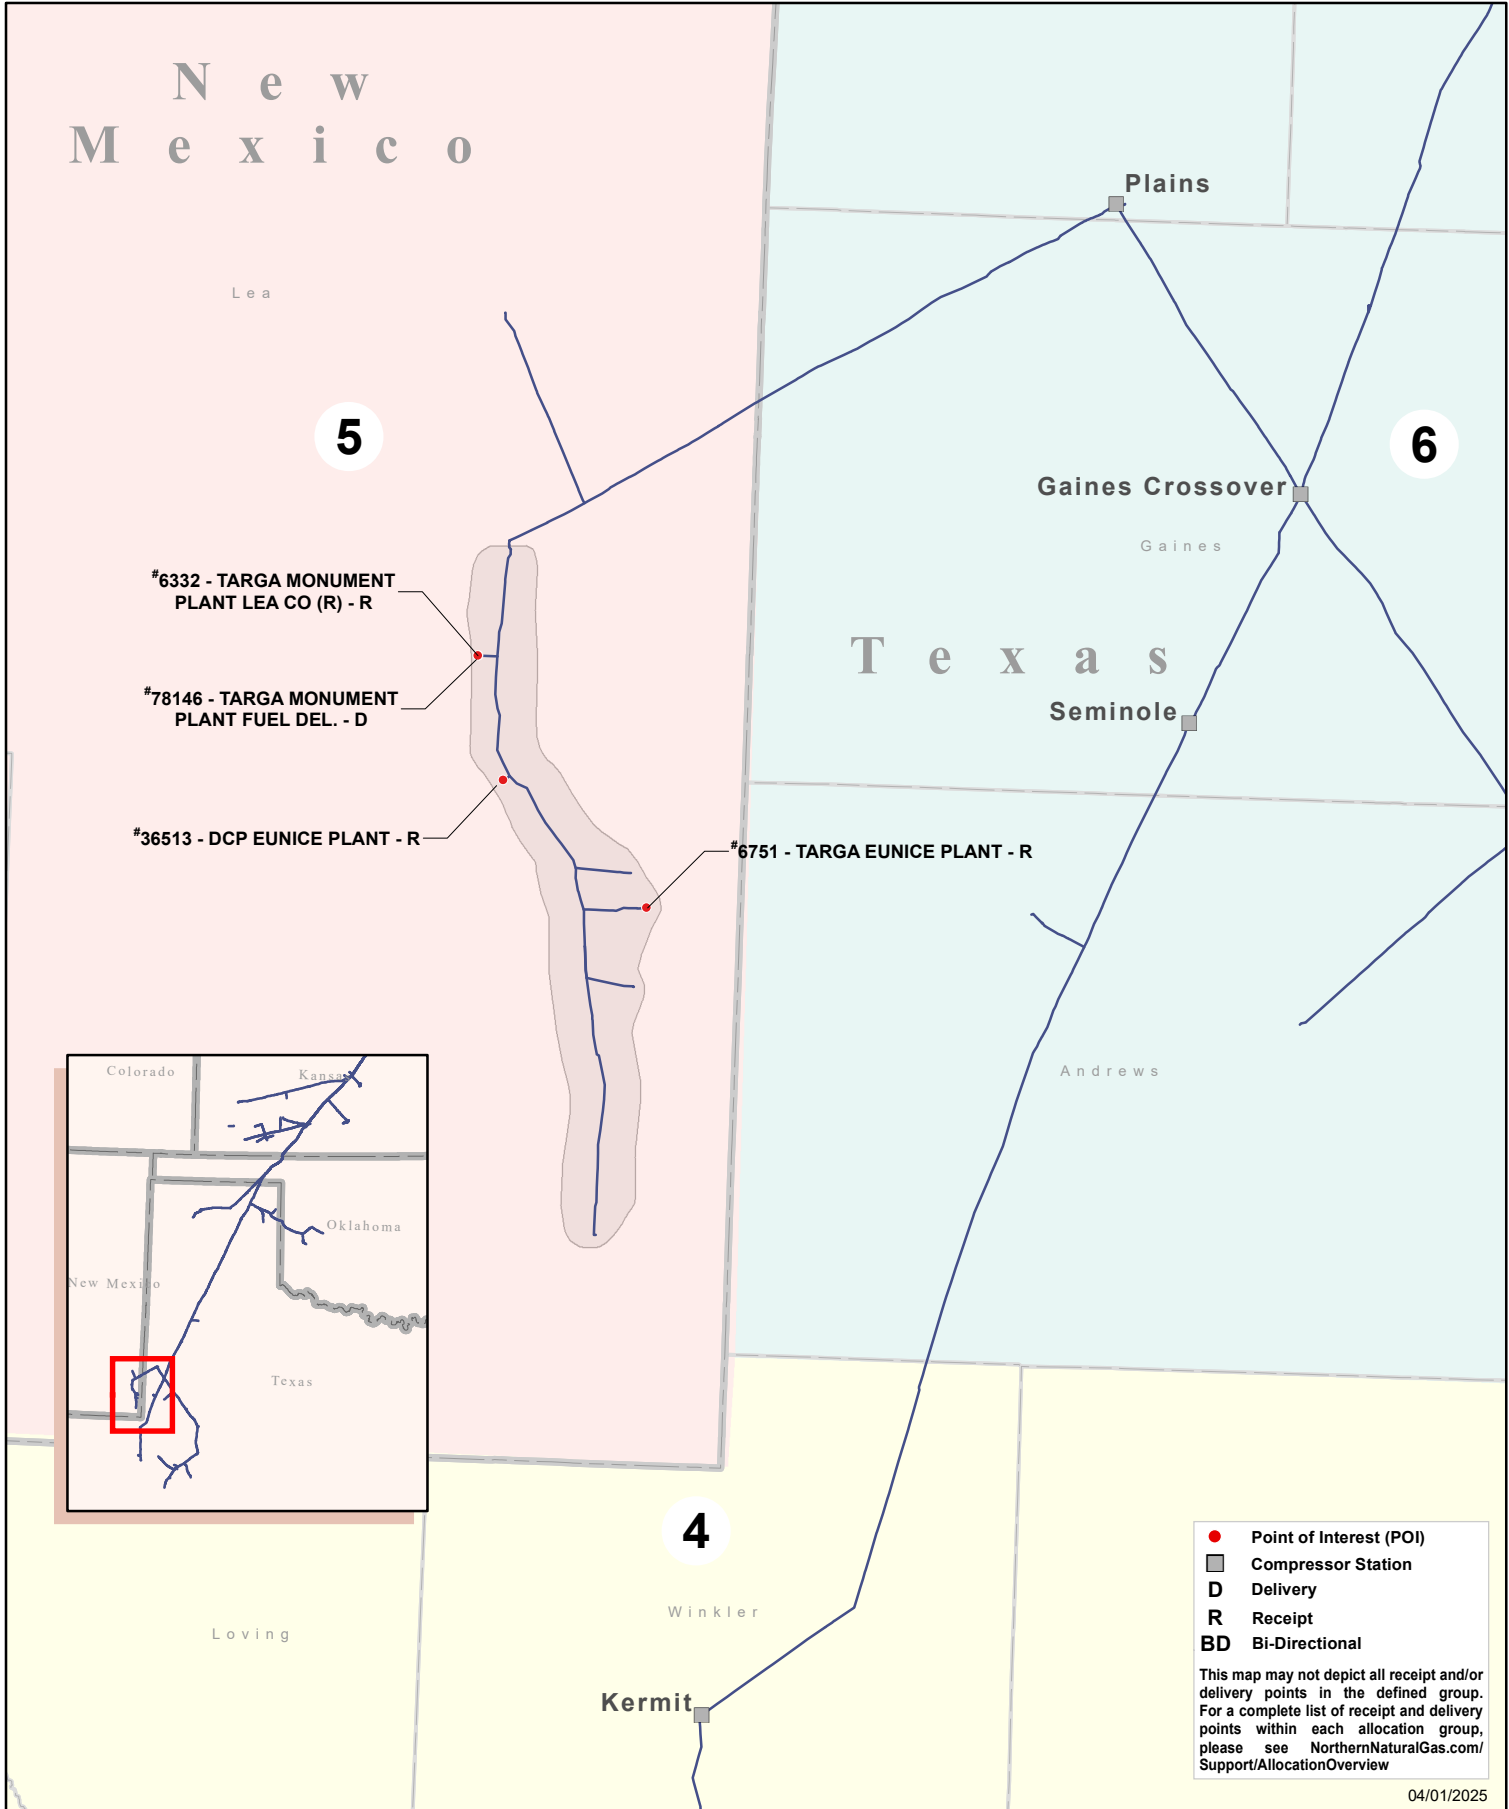 New
Mexico
Plains
Lea
5
6
Gaines Crossover
Gaines
#6332 - TARGA MONUMENT
PLANT LEA CO (R) - R
Texas
#78146 - TARGA MONUMENT
PLANT FUEL DEL. - D
Seminole
#36513 - DCP EUNICE PLANT - R
#6751 - TARGA EUNICE PLANT - R
Andrews
Colorado
Kansas
Oklahoma
New Mexico
Texas
4
Winkler
Loving
Kermit
Point of Interest (POI)
Compressor Station
D Delivery
R Receipt
BD Bi-Directional
This map may not depict all receipt and/or
delivery points in the defined group.
For a complete list of receipt and delivery
points within each allocation group,
please see NorthernNaturalGas.com/
Support/AllocationOverview
04/01/2025